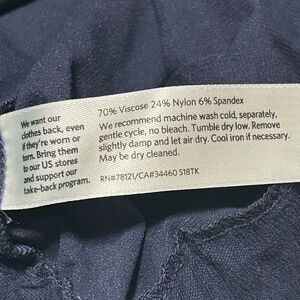 We want our
clothes back, even
if they're worn or
torn. Bring them
to our US stores
and support our
take-back program.
70% Viscose 24% Nylon 6% Spandex
We recommend machine wash cold, separately,
gentle cycle, no bleach. Tumble dry low. Remove
slightly damp and let air dry. Cool iron if necessary.
May be dry cleaned.
RN#78121/CA#34460 S18TK